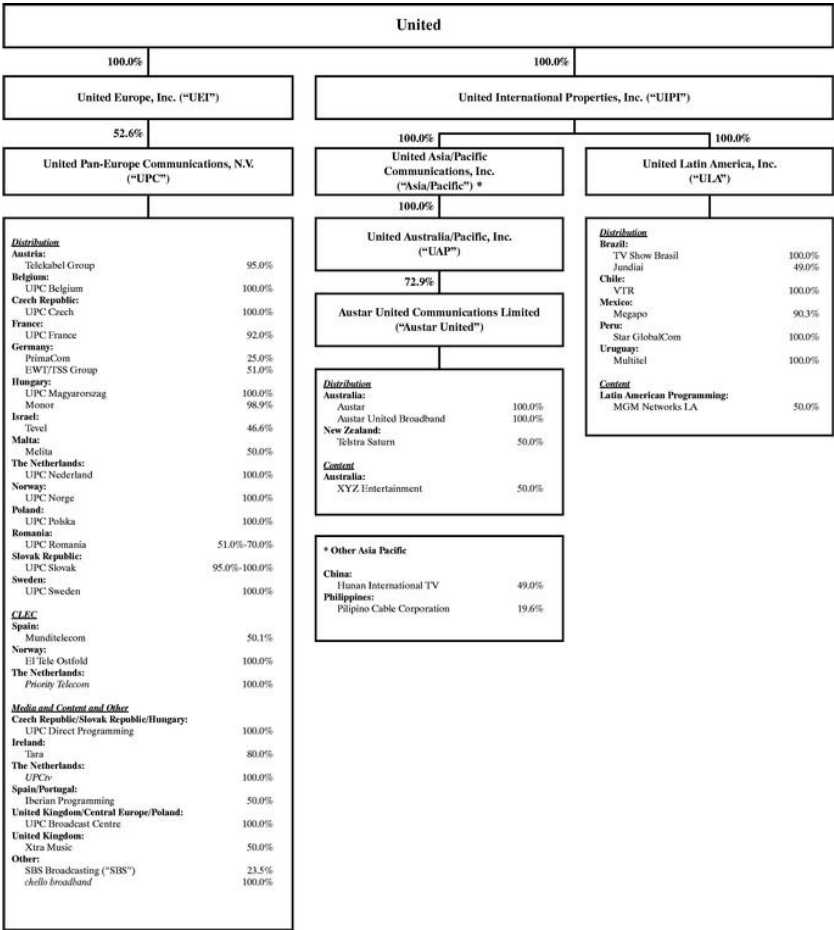 United
100.0%
100.0%
United Europe, Inc. (“UEI”)
United International Properties, Inc. (“UIPI”)
52.6%
100.0%
100.0%
United Pan-Europe Communications, N.V.
(“UPC”)
United Asia/Pacific
Communications, Inc.
(“Asia/Pacific”) *
United Latin America, Inc.
(“ULA”)
100.0%
United Australia/Pacific, Inc.
(“UAP”)
72.9%
Austar United Communications Limited
(“Austar United”)
Distribution
Austria:
Telekabel Group 95.0%
Belgium:
UPC Belgium 100.0%
Czech Republic:
UPC Czech 100.0%
France:
UPC France 92.0%
Germany:
PrimaCom 25.0%
EWT/TSS Group 51.0%
Hungary:
UPC Magyarorszag 100.0%
Monor 98.9%
Israel:
Tevel 46.6%
Malta:
Melita 50.0%
The Netherlands:
UPC Nederland 100.0%
Norway:
UPC Norge 100.0%
Poland:
UPC Polska 100.0%
Romania:
UPC Romania 51.0%-70.0%
Slovak Republic:
UPC Slovak 95.0%-100.0%
Sweden:
UPC Sweden 100.0%
CLEC
Spain:
Munditelecom 50.1%
Norway:
El Tele Ostfold 100.0%
The Netherlands:
Priority Telecom 100.0%
Media and Content and Other
Czech Republic/Slovak Republic/Hungary:
UPC Direct Programming 100.0%
Ireland:
Tara 80.0%
The Netherlands:
UPCtv 100.0%
Spain/Portugal:
Iberian Programming 50.0%
United Kingdom/Central Europe/Poland:
UPC Broadcast Centre 100.0%
United Kingdom:
Xtra Music 50.0%
Other:
SBS Broadcasting (“SBS”) 23.5%
chello broadband 100.0%
Distribution
Australia:
Austar 100.0%
Austar United Broadband 100.0%
New Zealand:
Telstra Saturn 50.0%
Content
Australia:
XYZ Entertainment 50.0%
* Other Asia Pacific
China:
Hunan International TV 49.0%
Philippines:
Pilipino Cable Corporation 19.6%
Distribution
Brazil:
TV Show Brasil 100.0%
Jundiai 49.0%
Chile:
VTR 100.0%
Mexico:
Megapo 90.3%
Peru:
Star GlobalCom 100.0%
Uruguay:
Multitel 100.0%
Content
Latin American Programming:
MGM Networks LA 50.0%